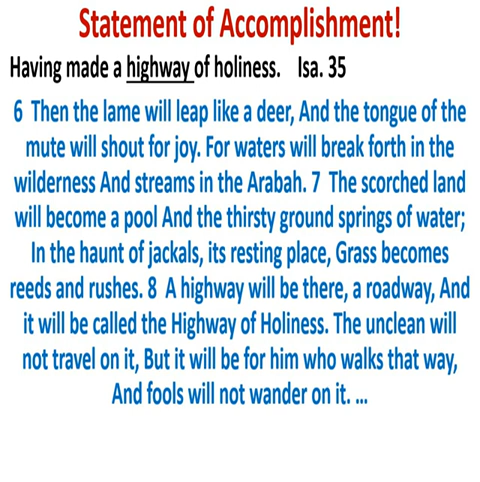 Statement of Accomplishment!
Having made a highway of holiness. Isa. 35
6 Then the lame will leap like a deer, And the tongue of the
mute will shout for joy. For waters will break forth in the
wilderness And streams in the Arabah. 7 The scorched land
will become a pool And the thirsty ground springs of water;
In the haunt of jackals, its resting place, Grass becomes
reeds and rushes. 8 A highway will be there, a roadway, And
it will be called the Highway of Holiness. The unclean will
not travel on it, But it will be for him who walks that way,
And fools will not wander on it. ...